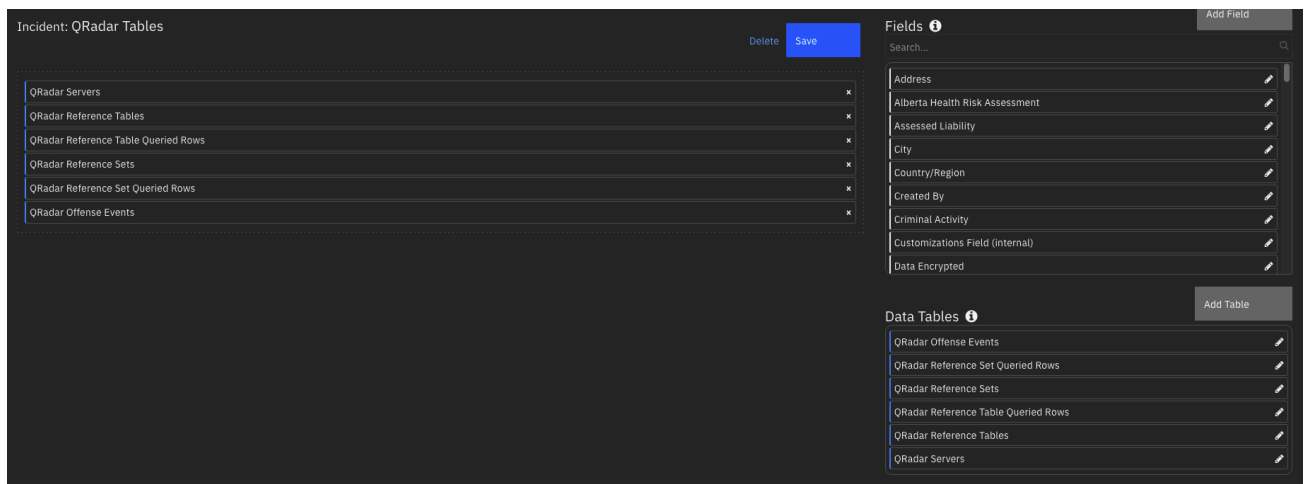 Incident: QRadar Tables
Delete
Save
QRadar Servers
QRadar Reference Tables
QRadar Reference Table Queried Rows
QRadar Reference Sets
QRadar Reference Set Queried Rows
QRadar Offense Events
Fields
Add Field
Search...
Address
Alberta Health Risk Assessment
Assessed Liability
City
Country/Region
Created By
Criminal Activity
Customizations Field (internal)
Data Encrypted
Data Tables
Add Table
QRadar Offense Events
QRadar Reference Set Queried Rows
QRadar Reference Sets
QRadar Reference Table Queried Rows
QRadar Reference Tables
QRadar Servers